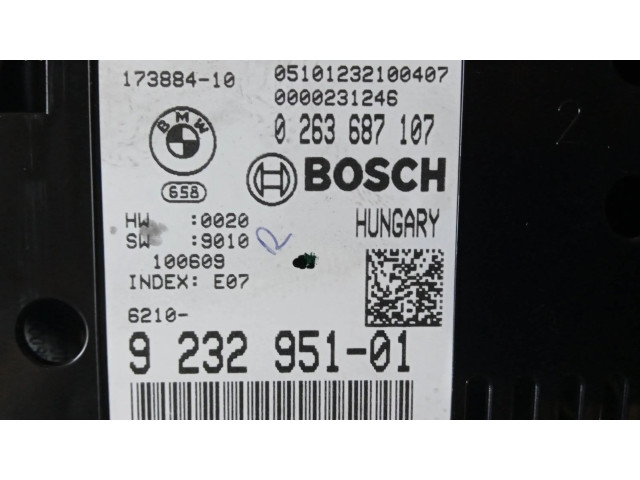 173884-10 05101232100407
0000231246
0 263 687 107
BMW
BOSCH
658
HW :0020
HUNGARY
SW :9010
R
100609
INDEX: E07
6210-
9 232 951-01
2